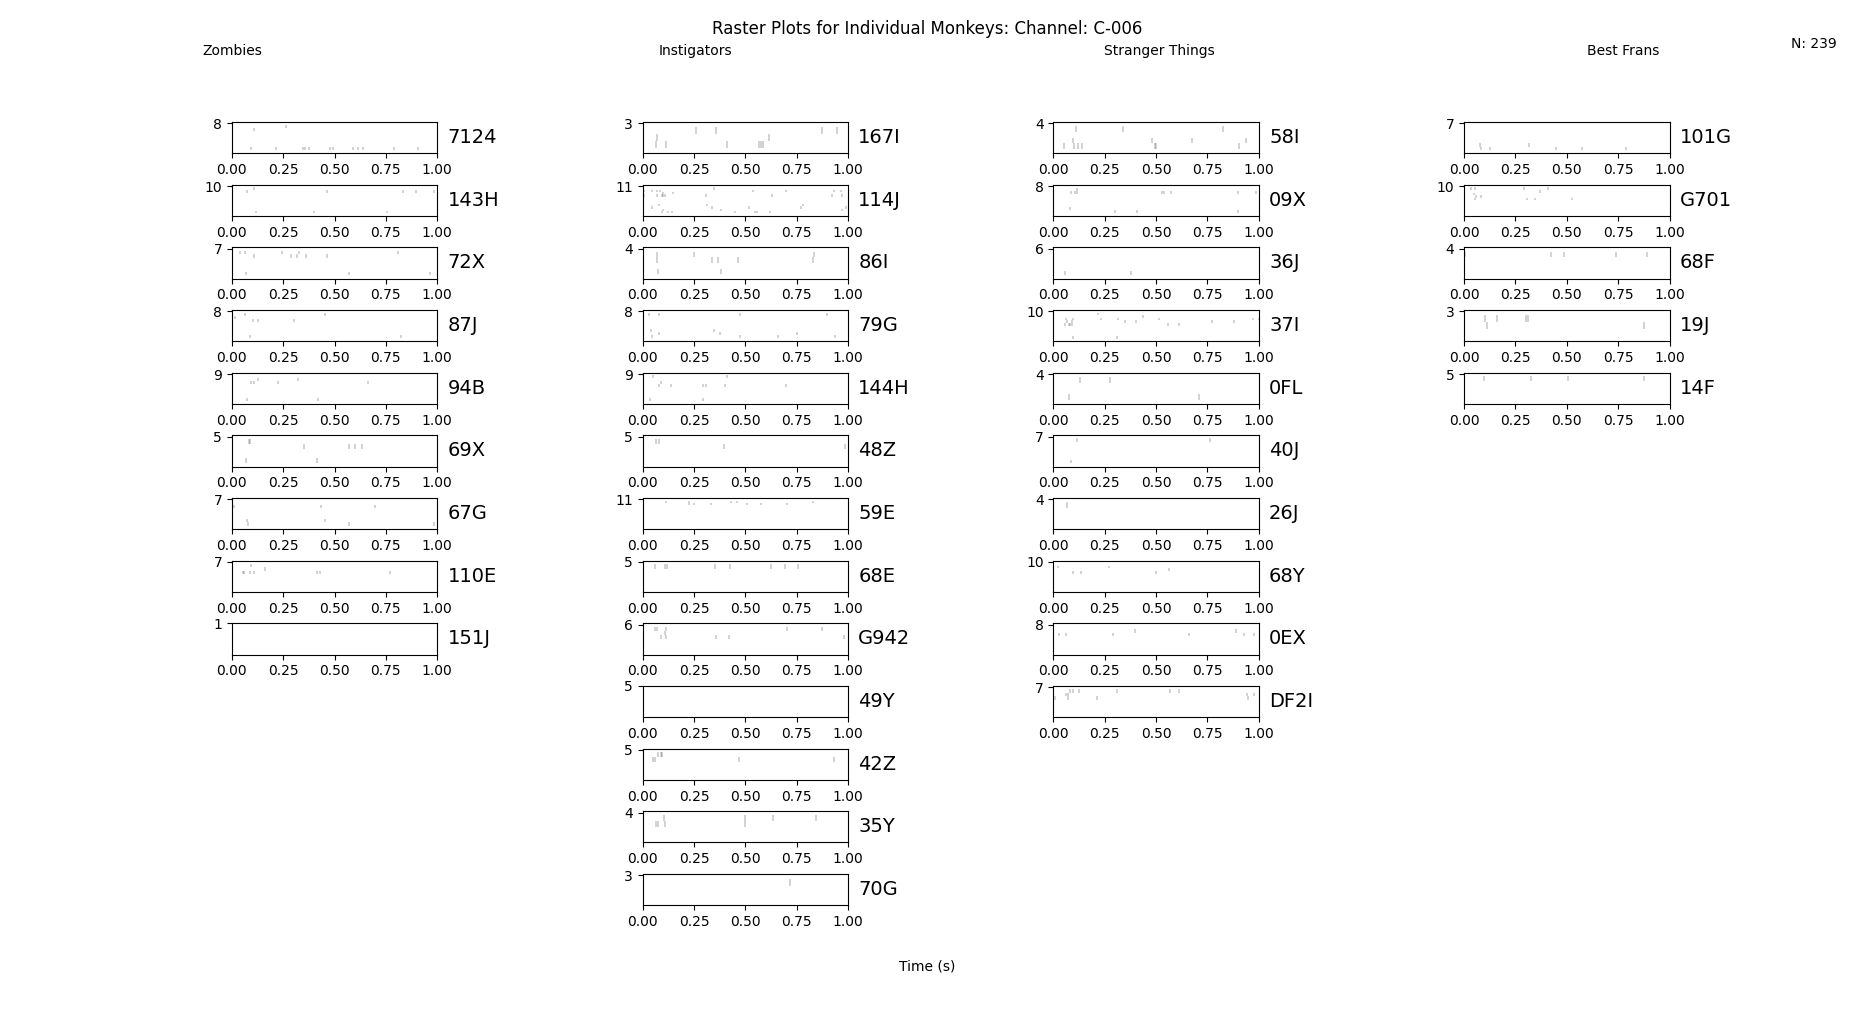 Raster Plots for Individual Monkeys: Channel: C-006
Zombies Instigators Stranger Things Best Frans N: 239
8 7124 3 167I 4 58I 7 101G
0.00 0.25 0.50 0.75 1.00 0.00 0.25 0.50 0.75 1.00 0.00 0.25 0.50 0.75 1.00 0.00 0.25 0.50 0.75 1.00
10 143H 11 114J 8 09X 10 G701
0.00 0.25 0.50 0.75 1.00 0.00 0.25 0.50 0.75 1.00 0.00 0.25 0.50 0.75 1.00 0.00 0.25 0.50 0.75 1.00
7 72X 4 86I 6 36J 4 68F
0.00 0.25 0.50 0.75 1.00 0.00 0.25 0.50 0.75 1.00 0.00 0.25 0.50 0.75 1.00 0.00 0.25 0.50 0.75 1.00
8 87J 8 79G 10 37I 3 19J
0.00 0.25 0.50 0.75 1.00 0.00 0.25 0.50 0.75 1.00 0.00 0.25 0.50 0.75 1.00 0.00 0.25 0.50 0.75 1.00
9 94B 9 144H 4 0FL 5 14F
0.00 0.25 0.50 0.75 1.00 0.00 0.25 0.50 0.75 1.00 0.00 0.25 0.50 0.75 1.00 0.00 0.25 0.50 0.75 1.00
5 69X 5 48Z 7 40J
0.00 0.25 0.50 0.75 1.00 0.00 0.25 0.50 0.75 1.00 0.00 0.25 0.50 0.75 1.00
7 67G 11 59E 4 26J
0.00 0.25 0.50 0.75 1.00 0.00 0.25 0.50 0.75 1.00 0.00 0.25 0.50 0.75 1.00
7 110E 5 68E 10 68Y
0.00 0.25 0.50 0.75 1.00 0.00 0.25 0.50 0.75 1.00 0.00 0.25 0.50 0.75 1.00
1 151J 6 G942 8 0EX
0.00 0.25 0.50 0.75 1.00 0.00 0.25 0.50 0.75 1.00 0.00 0.25 0.50 0.75 1.00
5 49Y 7 DF2I
0.00 0.25 0.50 0.75 1.00 0.00 0.25 0.50 0.75 1.00
5 42Z
0.00 0.25 0.50 0.75 1.00
4 35Y
0.00 0.25 0.50 0.75 1.00
3 70G
0.00 0.25 0.50 0.75 1.00
Time (s)